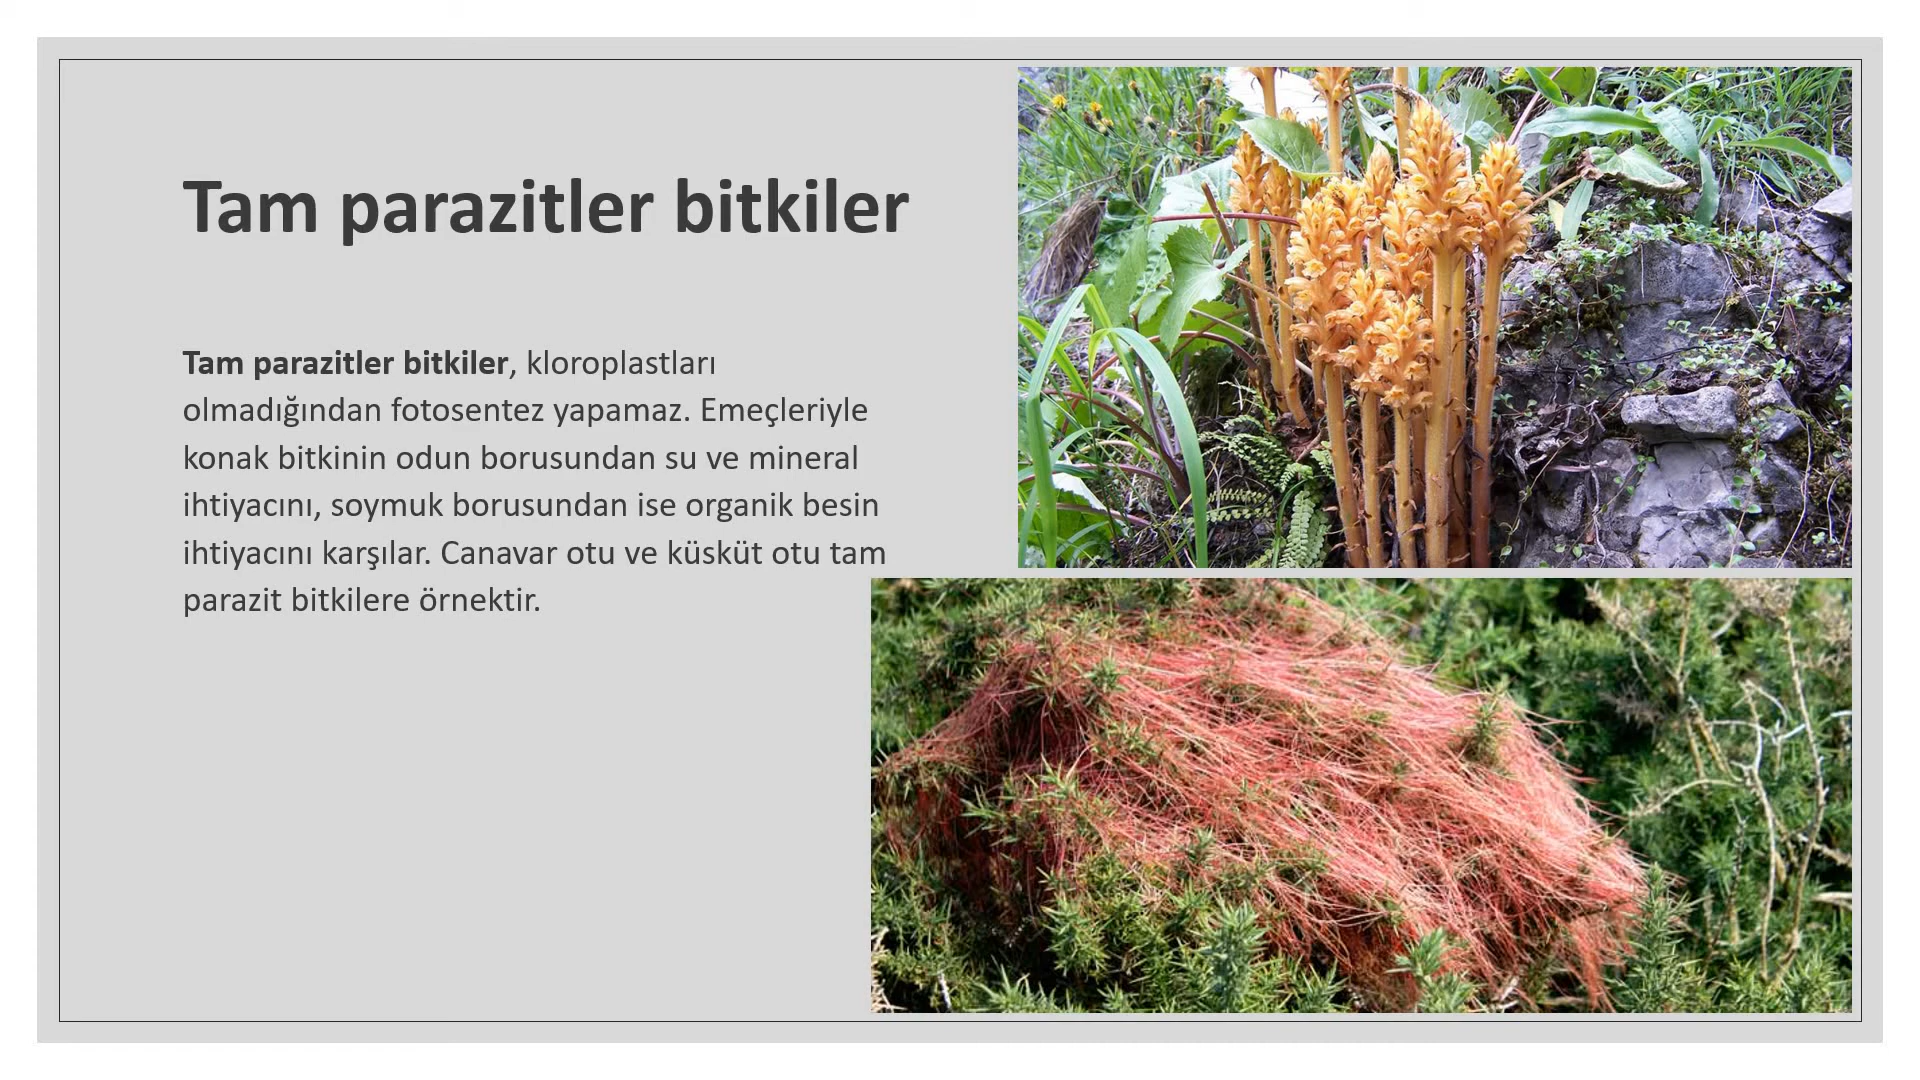 Tam parazitler bitkiler
Tam parazitler bitkiler, kloroplastları
olmadığından fotosentez yapamaz. Emeçleriyle
konak bitkinin odun borusundan su ve mineral
ihtiyacını, soymuk borusundan ise organik besin
ihtiyacını karşılar. Canavar otu ve küsküt otu tam
parazit bitkilere örnektir.